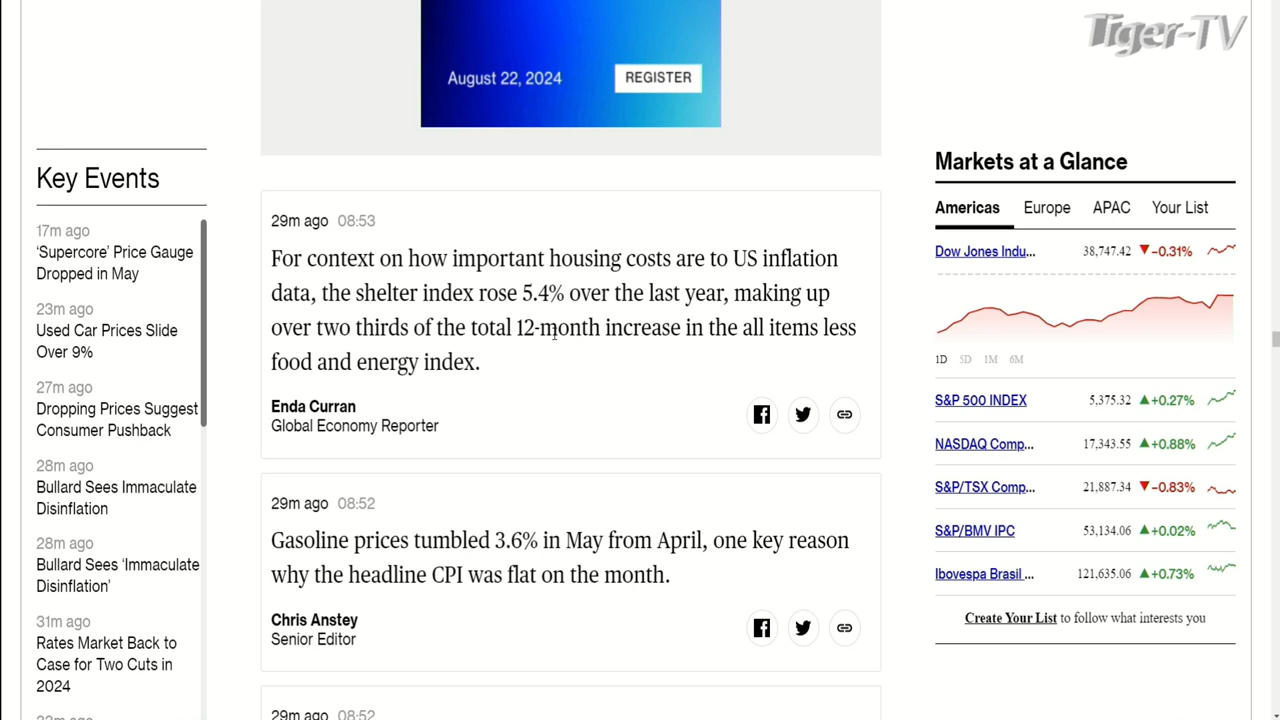 Tiger-TV
August 22, 2024
REGISTER
Key Events
17m ago
‘Supercore’ Price Gauge
Dropped in May
23m ago
Used Car Prices Slide
Over 9%
27m ago
Dropping Prices Suggest
Consumer Pushback
28m ago
Bullard Sees Immaculate
Disinflation
28m ago
Bullard Sees ‘Immaculate
Disinflation’
31m ago
Rates Market Back to
Case for Two Cuts in
2024
29m ago 08:53
For context on how important housing costs are to US inflation
data, the shelter index rose 5.4% over the last year, making up
over two thirds of the total 12-month increase in the all items less
food and energy index.
Enda Curran
Global Economy Reporter
29m ago 08:52
Gasoline prices tumbled 3.6% in May from April, one key reason
why the headline CPI was flat on the month.
Chris Anstey
Senior Editor
29m ago 08:52
Markets at a Glance
Americas Europe APAC Your List
Dow Jones Indu... 38,747.42 ▼−0.31%
1D 5D 1M 6M
S&P 500 INDEX 5,375.32 ▲+0.27%
NASDAQ Comp... 17,343.55 ▲+0.88%
S&P/TSX Comp... 21,887.34 ▼−0.83%
S&P/BMV IPC 53,134.06 ▲+0.02%
Ibovespa Brasil ... 121,635.06 ▲+0.73%
Create Your List to follow what interests you